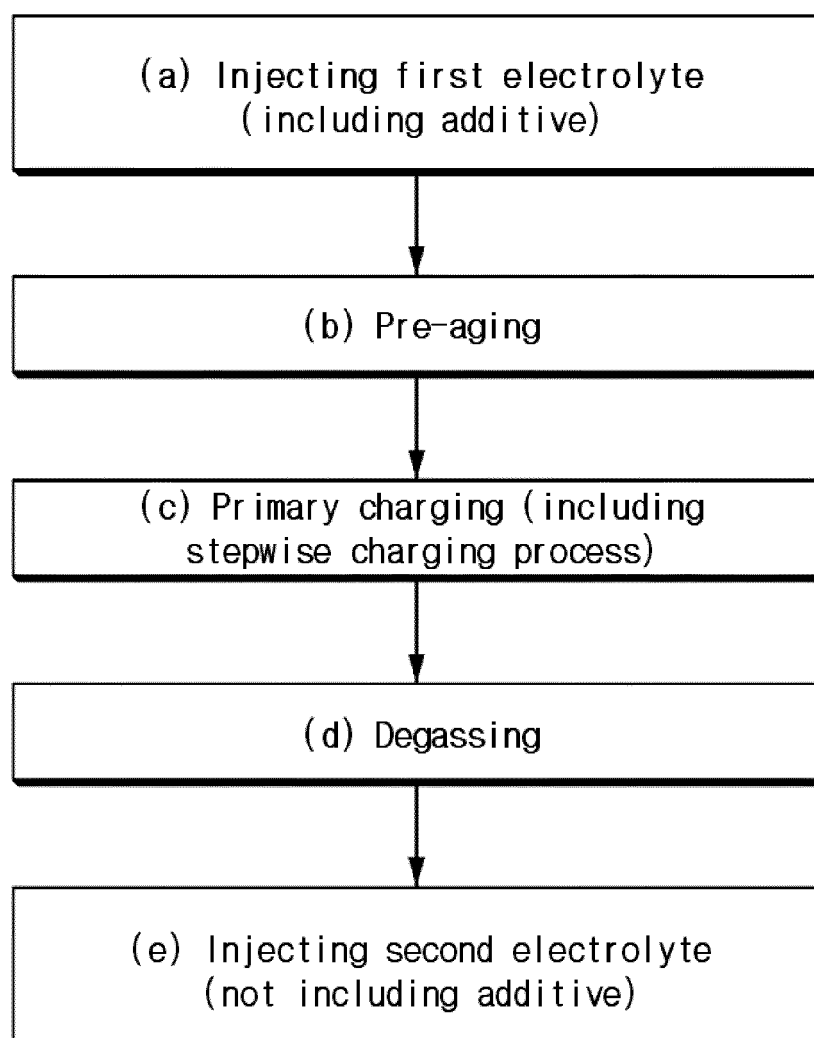 (a) Injecting first electrolyte
(including additive)
(b) Pre-aging
(c) Primary charging (including
stepwise charging process)
(d) Degassing
(e) Injecting second electrolyte
(not including additive)